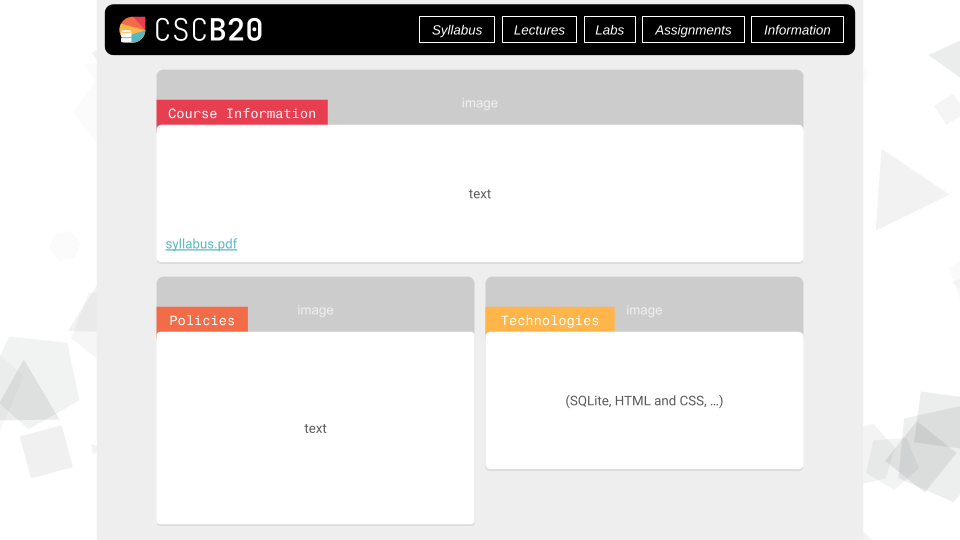 CSCB20
Syllabus
Lectures
Labs
Assignments
Information
image
Course Information
text
syllabus.pdf
image
Policies
text
image
Technologies
(SQLite, HTML and CSS, ...)